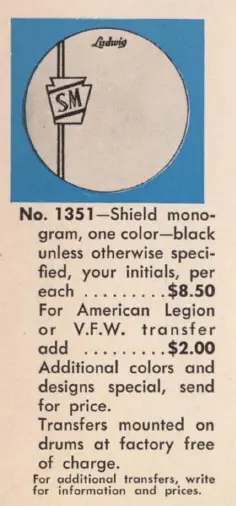 Ludwig
SM
No. 1351—Shield mono-
gram, one color—black
unless otherwise speci-
fied, your initials, per
each . . . . . . . . . $8.50
For American Legion
or V.F.W. transfer
add . . . . . . . . . $2.00
Additional colors and
designs special, send
for price.
Transfers mounted on
drums at factory free
of charge.
For additional transfers, write
for information and prices.